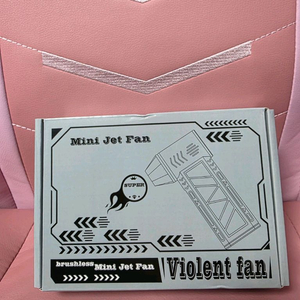 Mini Jet Fan
SUPER
brushless Mini Jet Fan
Violent fan